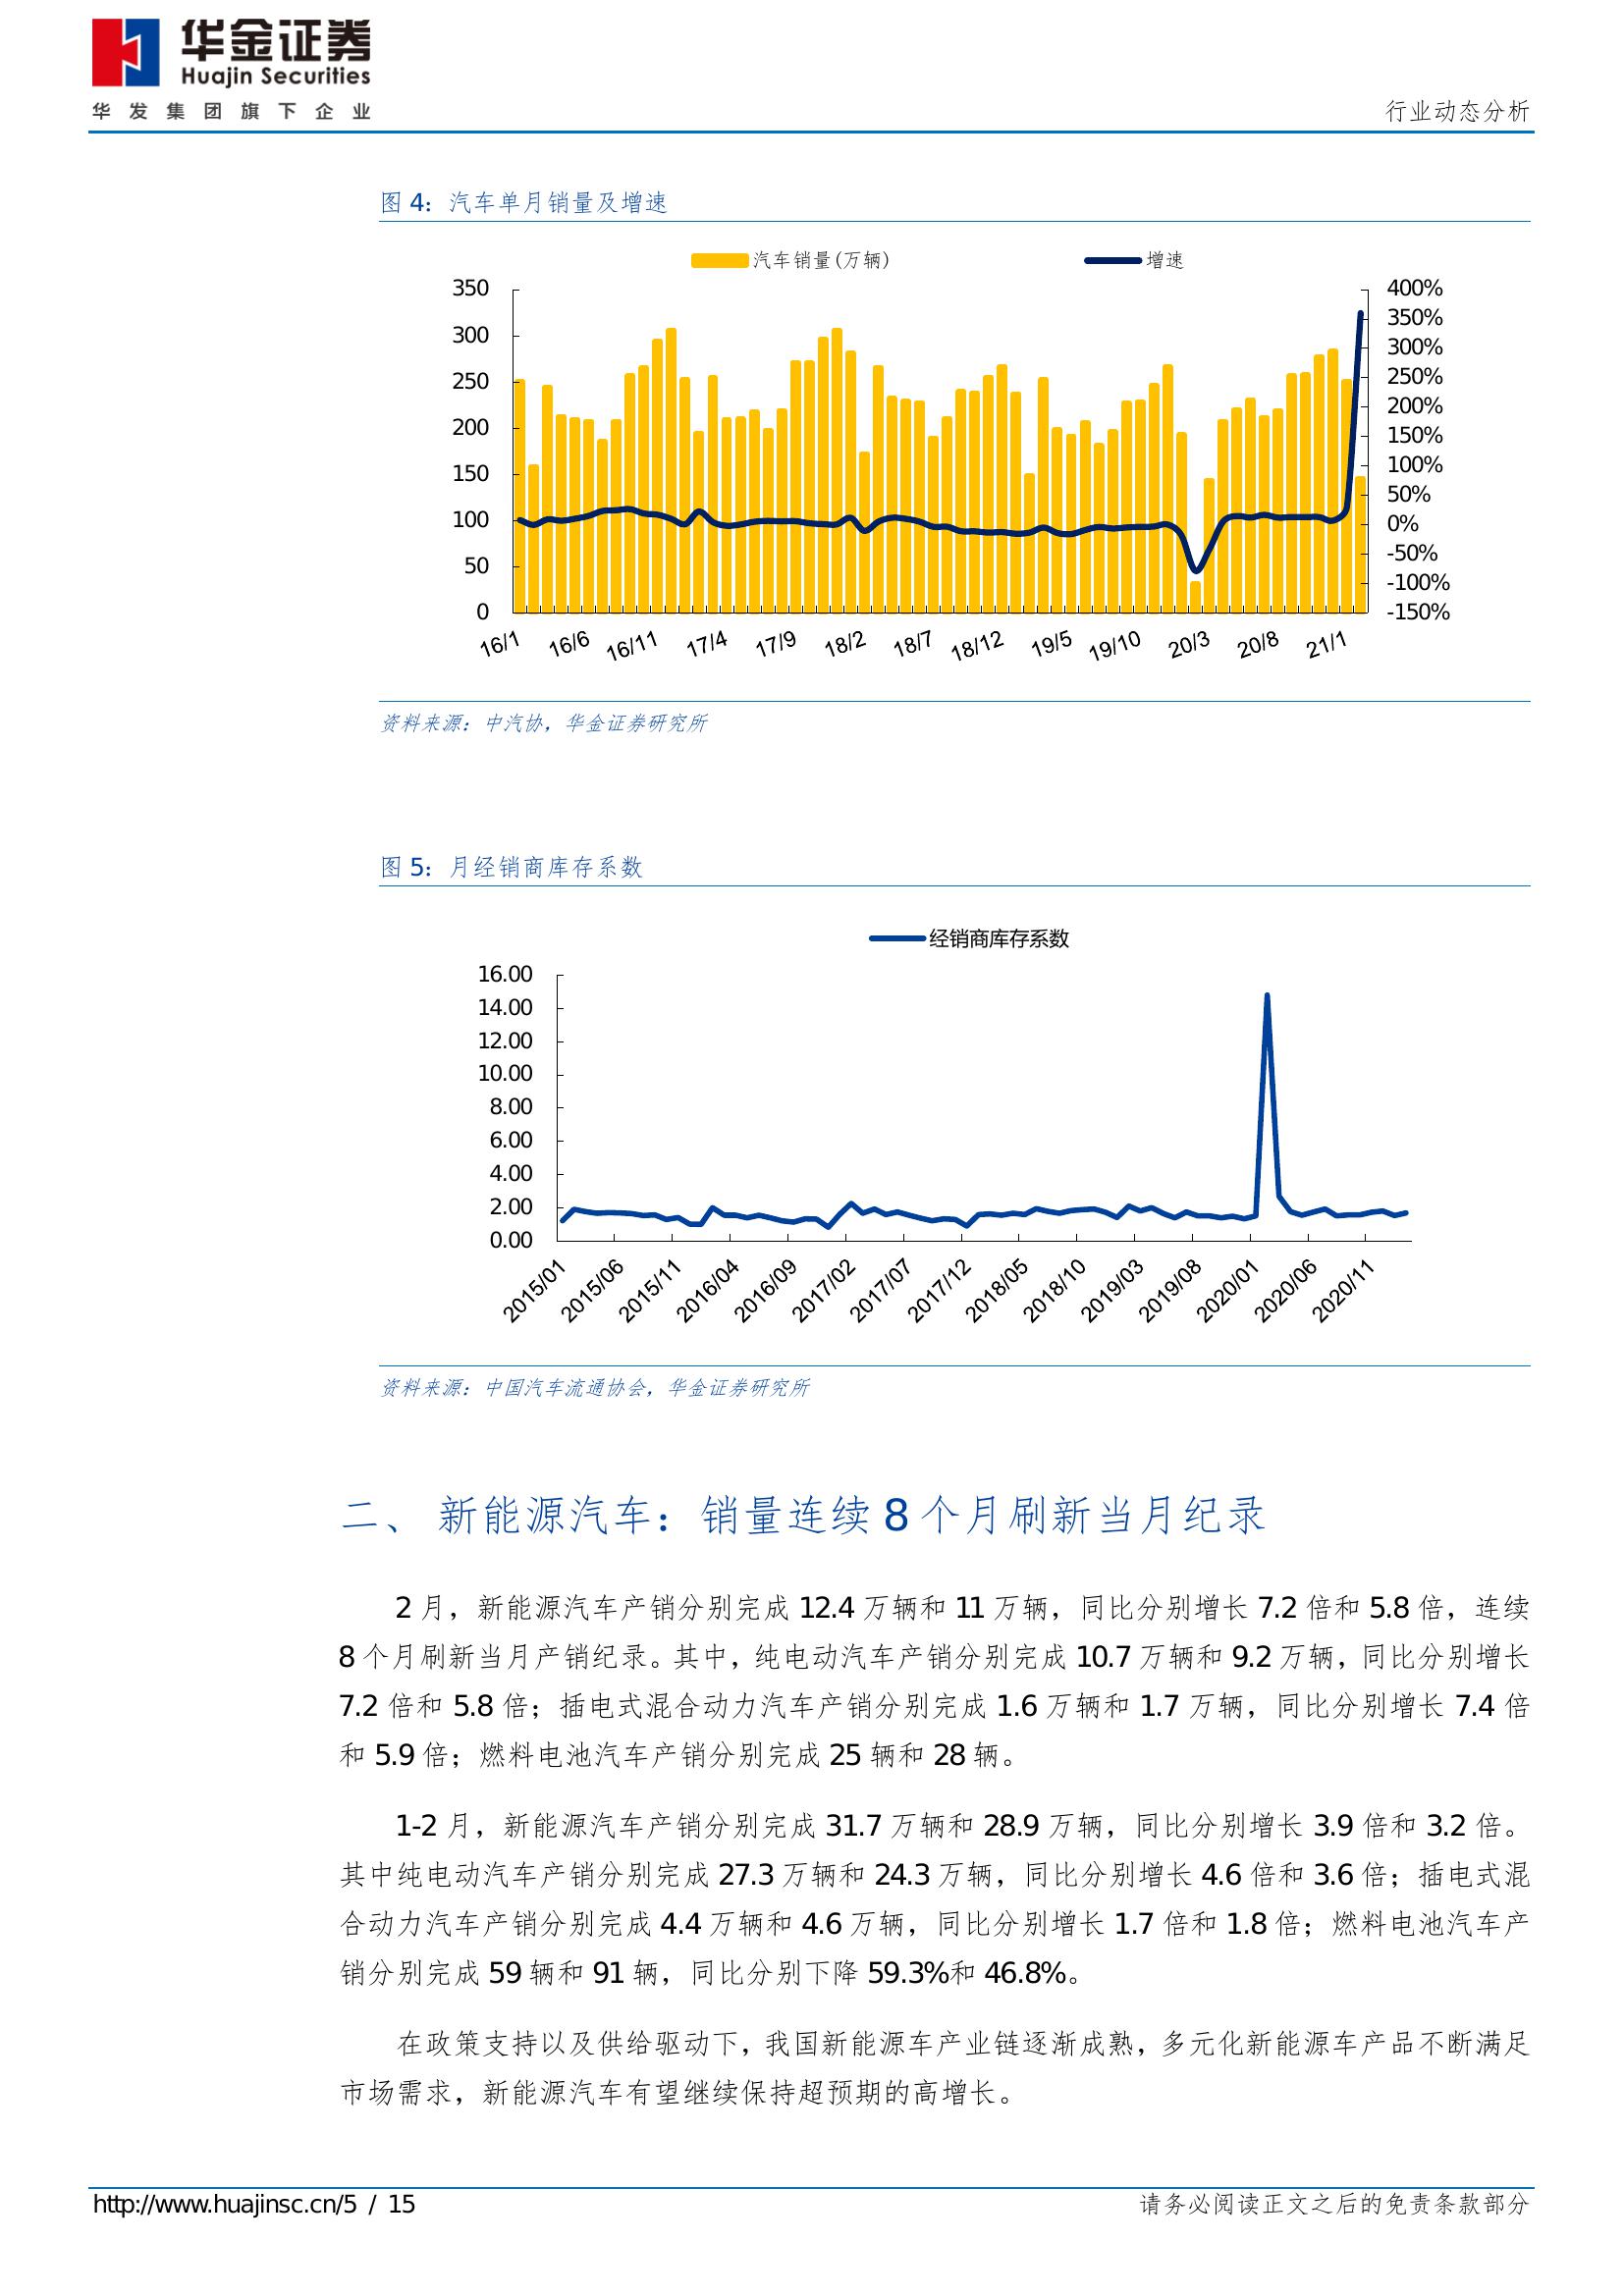 华金证券
Huajin Securities
华发集团旗下企业
行业动态分析
图 4：汽车单月销量及增速
汽车销量(万辆)
增速
350
300
250
200
150
100
50
0
400%
350%
300%
250%
200%
150%
100%
50%
0%
-50%
-100%
-150%
16/1
16/6
16/11
17/4
17/9
18/2
18/7
18/12
19/5
19/10
20/3
20/8
21/1
资料来源：中汽协，华金证券研究所
图 5：月经销商库存系数
经销商库存系数
16.00
14.00
12.00
10.00
8.00
6.00
4.00
2.00
0.00
2015/01
2015/06
2015/11
2016/04
2016/09
2017/02
2017/07
2017/12
2018/05
2018/10
2019/03
2019/08
2020/01
2020/06
2020/11
资料来源：中国汽车流通协会，华金证券研究所
二、 新能源汽车：销量连续 8 个月刷新当月纪录
2 月，新能源汽车产销分别完成 12.4 万辆和 11 万辆，同比分别增长 7.2 倍和 5.8 倍，连续
8 个月刷新当月产销纪录。其中，纯电动汽车产销分别完成 10.7 万辆和 9.2 万辆，同比分别增长
7.2 倍和 5.8 倍；插电式混合动力汽车产销分别完成 1.6 万辆和 1.7 万辆，同比分别增长 7.4 倍
和 5.9 倍；燃料电池汽车产销分别完成 25 辆和 28 辆。
1-2 月，新能源汽车产销分别完成 31.7 万辆和 28.9 万辆，同比分别增长 3.9 倍和 3.2 倍。
其中纯电动汽车产销分别完成 27.3 万辆和 24.3 万辆，同比分别增长 4.6 倍和 3.6 倍；插电式混
合动力汽车产销分别完成 4.4 万辆和 4.6 万辆，同比分别增长 1.7 倍和 1.8 倍；燃料电池汽车产
销分别完成 59 辆和 91 辆，同比分别下降 59.3%和 46.8%。
在政策支持以及供给驱动下，我国新能源车产业链逐渐成熟，多元化新能源车产品不断满足
市场需求，新能源汽车有望继续保持超预期的高增长。
http://www.huajinsc.cn/5 / 15
请务必阅读正文之后的免责条款部分